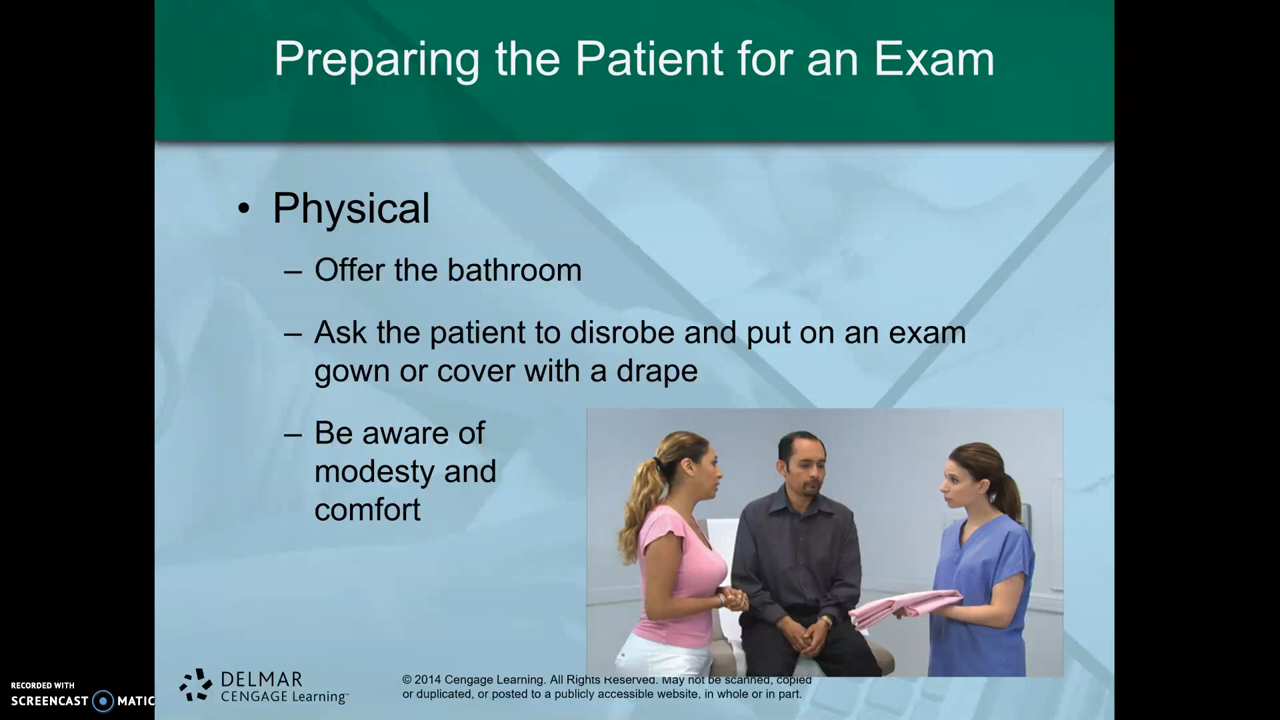 Preparing the Patient for an Exam
• Physical
– Offer the bathroom
– Ask the patient to disrobe and put on an exam
gown or cover with a drape
– Be aware of
modesty and
comfort
DELMAR
CENGAGE Learning™
© 2014 Cengage Learning. All Rights Reserved. May not be scanned, copied
or duplicated, or posted to a publicly accessible website, in whole or in part.
RECORDED WITH
SCREENCAST MATIC